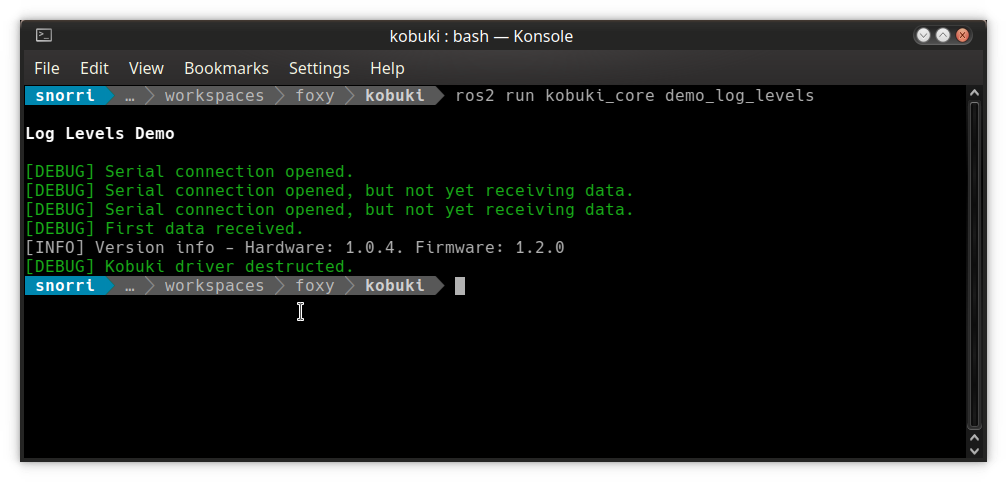 kobuki : bash — Konsole
File Edit View Bookmarks Settings Help
snorri … workspaces foxy kobuki ros2 run kobuki_core demo_log_levels
Log Levels Demo
[DEBUG] Serial connection opened.
[DEBUG] Serial connection opened, but not yet receiving data.
[DEBUG] Serial connection opened, but not yet receiving data.
[DEBUG] First data received.
[INFO] Version info - Hardware: 1.0.4. Firmware: 1.2.0
[DEBUG] Kobuki driver destructed.
snorri … workspaces foxy kobuki